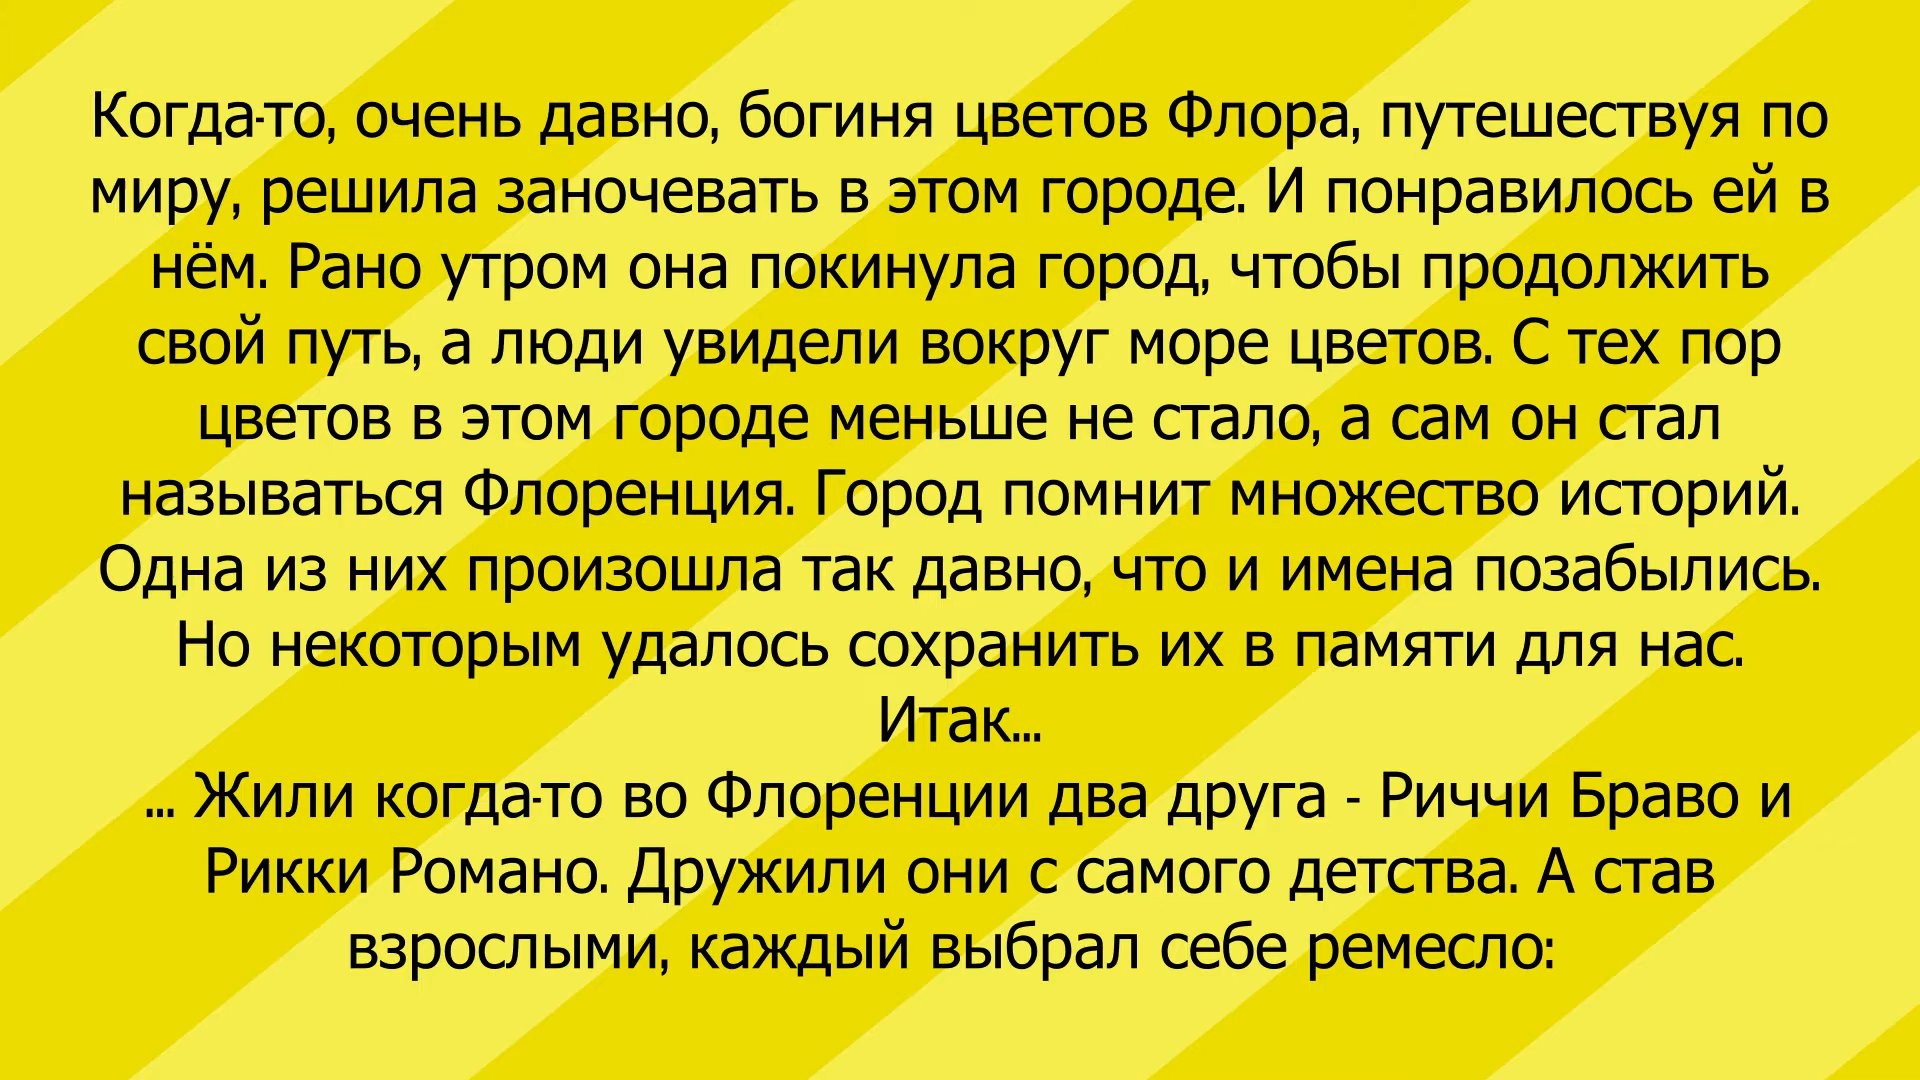 Когда-то, очень давно, богиня цветов Флора, путешествуя по
миру, решила заночевать в этом городе. И понравилось ей в
нём. Рано утром она покинула город, чтобы продолжить
свой путь, а люди увидели вокруг море цветов. С тех пор
цветов в этом городе меньше не стало, а сам он стал
называться Флоренция. Город помнит множество историй.
Одна из них произошла так давно, что и имена позабылись.
Но некоторым удалось сохранить их в памяти для нас.
Итак...
... Жили когда-то во Флоренции два друга - Риччи Браво и
Рикки Романо. Дружили они с самого детства. А став
взрослыми, каждый выбрал себе ремесло: